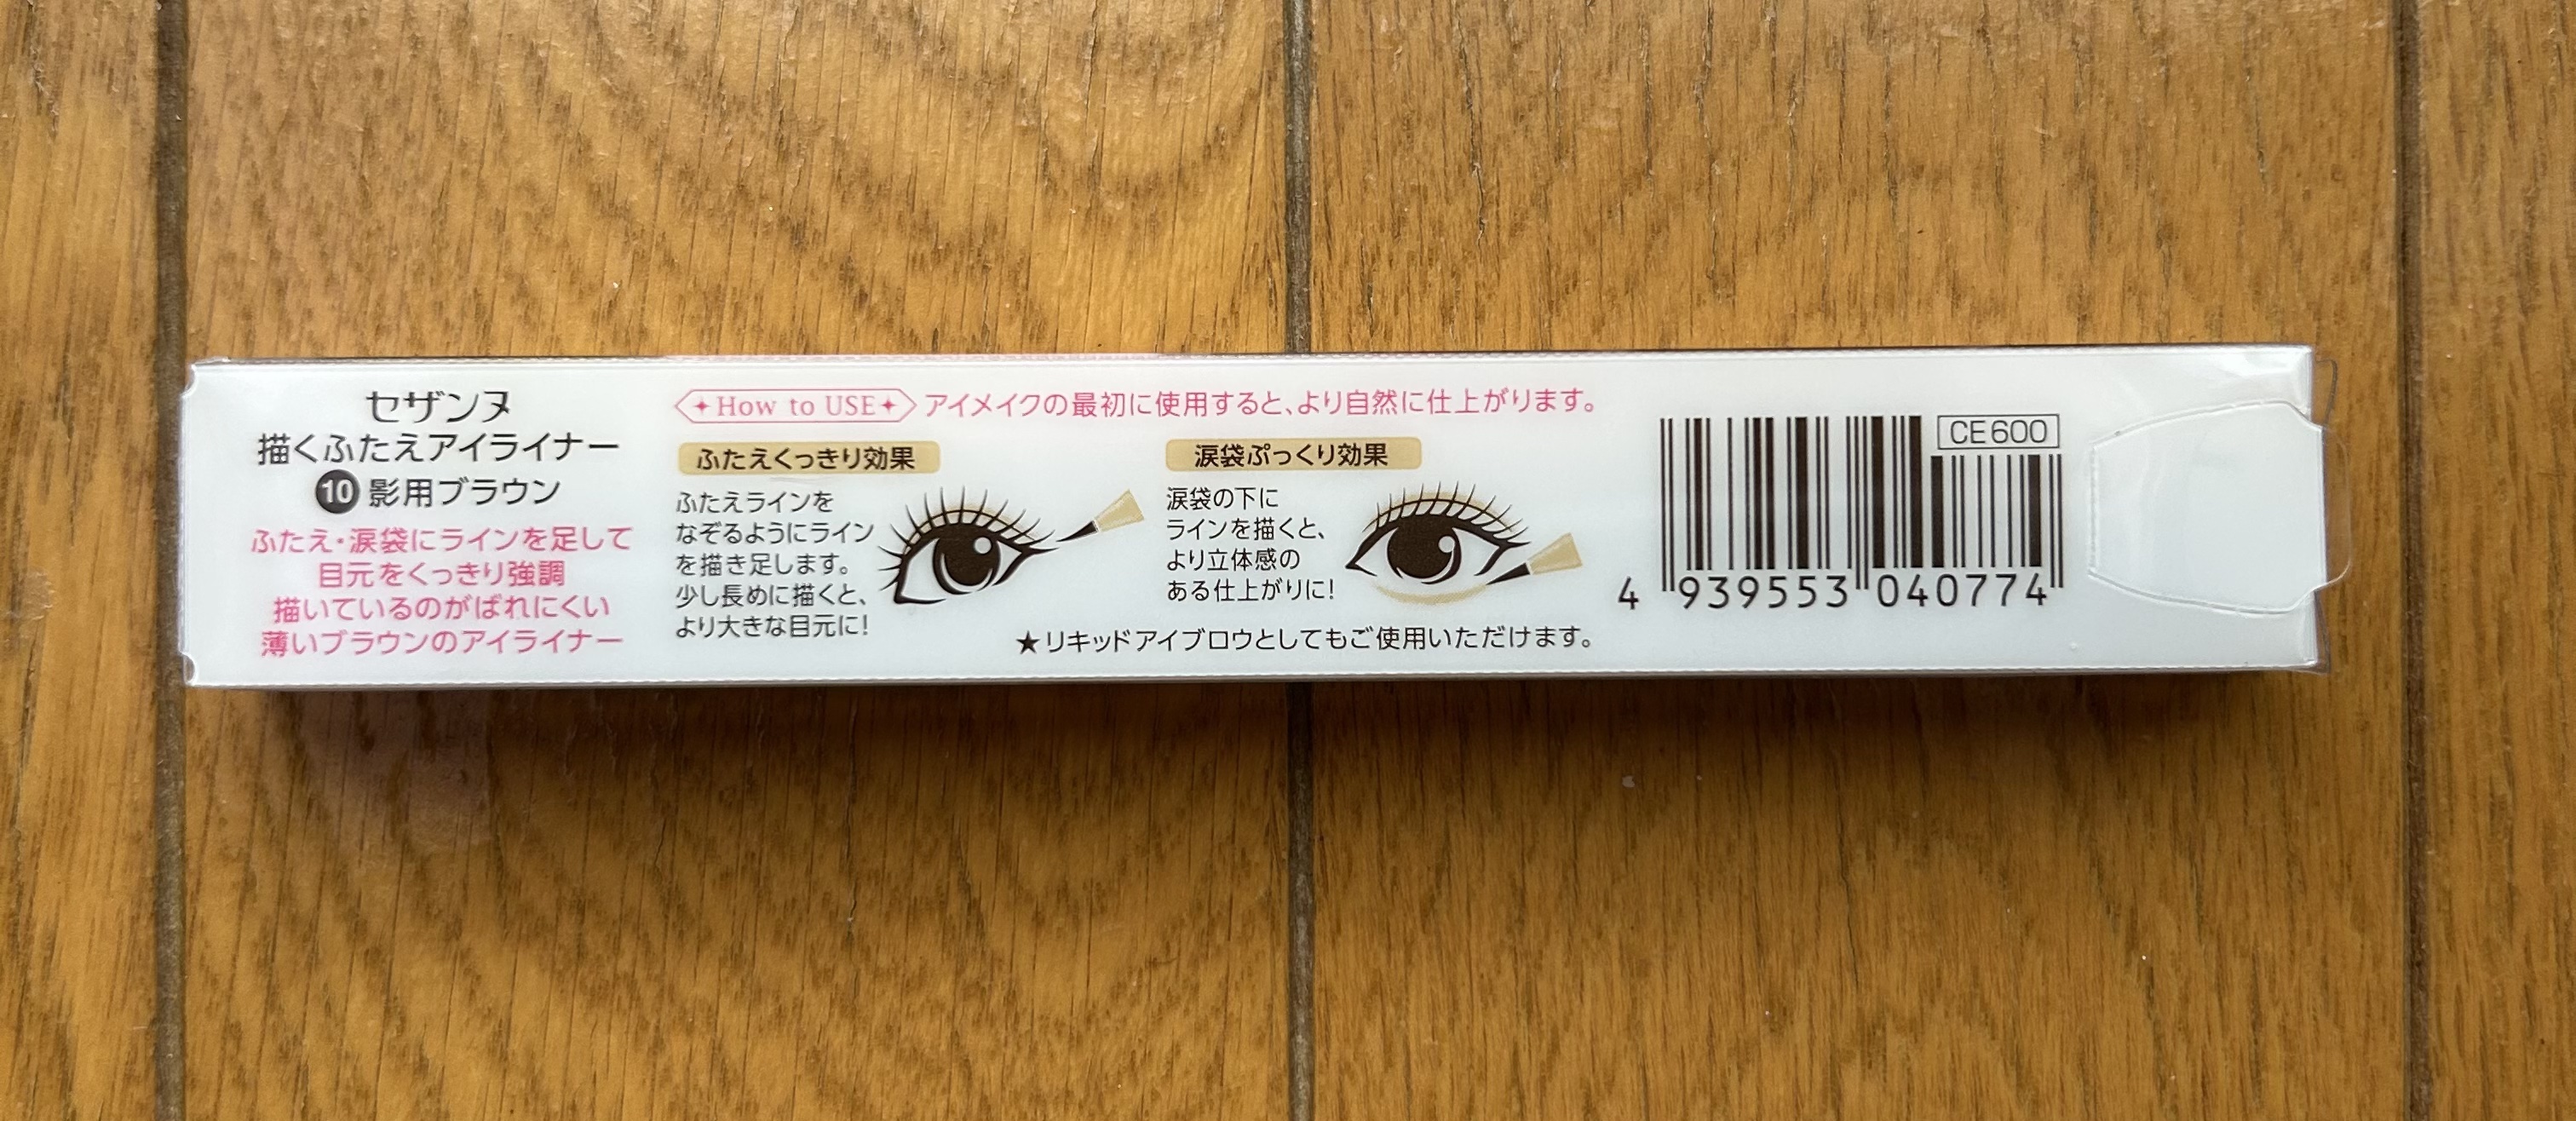 セザンヌ
描くふたえアイライナー
10 影用ブラウン
ふたえ・涙袋にラインを足して
目元をくっきり強調
描いているのがばれにくい
薄いブラウンのアイライナー
How to USE アイメイクの最初に使用すると、より自然に仕上がります。
ふたえくっきり効果
ふたえラインを
なぞるようにライン
を描き足します。
少し長めに描くと、
より大きな目元に!
涙袋ぷっくり効果
涙袋の下に
ラインを描くと、
より立体感の
ある仕上がりに!
★リキッドアイブロウとしてもご使用いただけます。
CE600
4 939553 040774